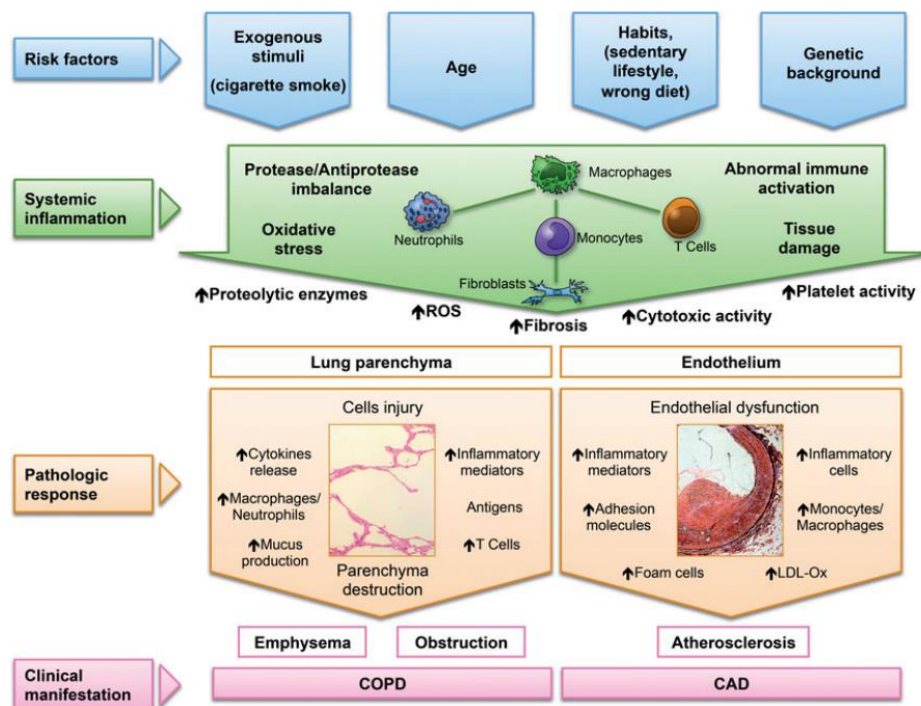 Risk factors
Exogenous
stimuli
(cigarette smoke)
Age
Habits,
(sedentary
lifestyle,
wrong diet)
Genetic
background
Systemic
inflammation
Protease/Antiprotease
imbalance
Oxidative
stress
Macrophages
Neutrophils
Monocytes
T Cells
Fibroblasts
Abnormal immune
activation
Tissue
damage
↑Proteolytic enzymes
↑ROS
↑Fibrosis
↑Cytotoxic activity
↑Platelet activity
Pathologic
response
Lung parenchyma
Cells injury
↑Cytokines
release
↑Macrophages/
Neutrophils
↑Mucus
production
↑Inflammatory
mediators
Antigens
↑T Cells
Parenchyma
destruction
Endothelium
Endothelial dysfunction
↑Inflammatory
mediators
↑Adhesion
molecules
↑Inflammatory
cells
↑Monocytes/
Macrophages
↑Foam cells
↑LDL-Ox
Clinical
manifestation
Emphysema
Obstruction
COPD
Atherosclerosis
CAD